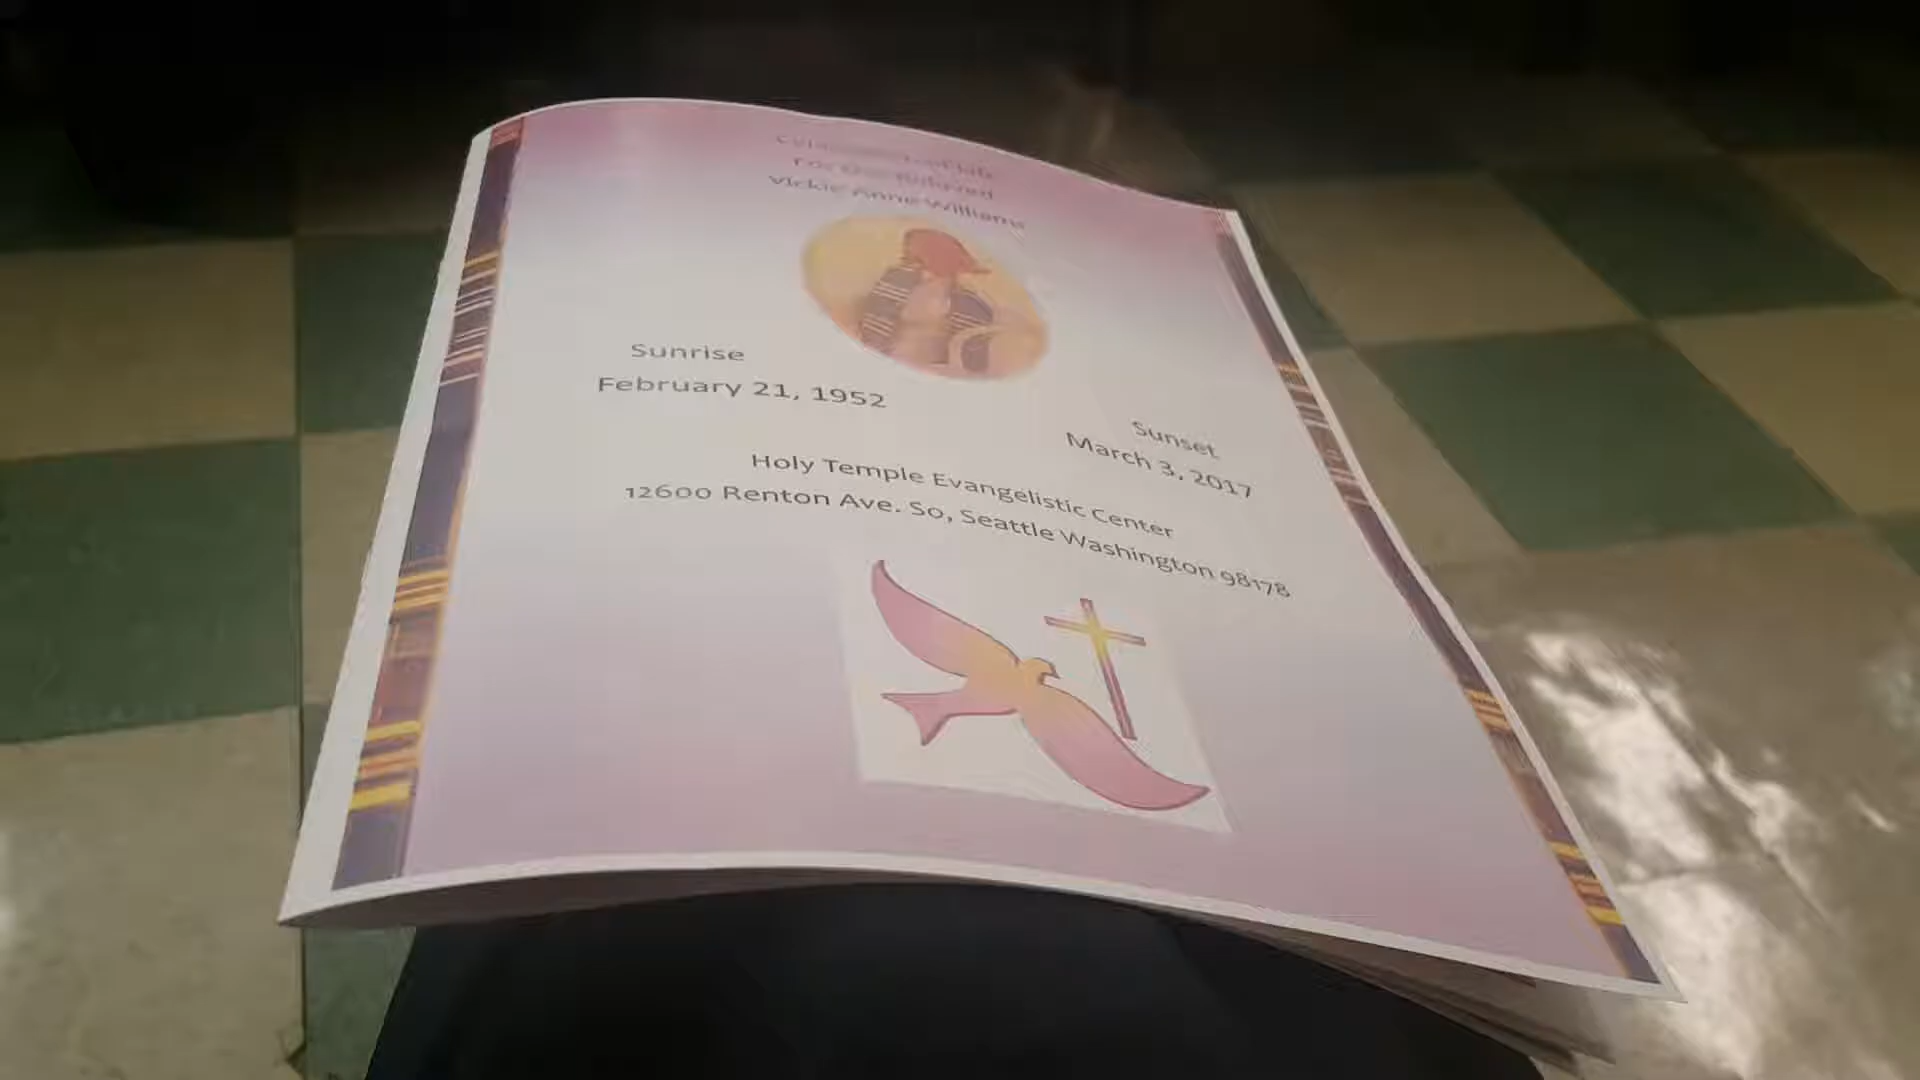 Vickie Anne Williams
Sunrise
February 21, 1952
Sunset
March 3, 2017
Holy Temple Evangelistic Center
12600 Renton Ave. So, Seattle Washington 98178